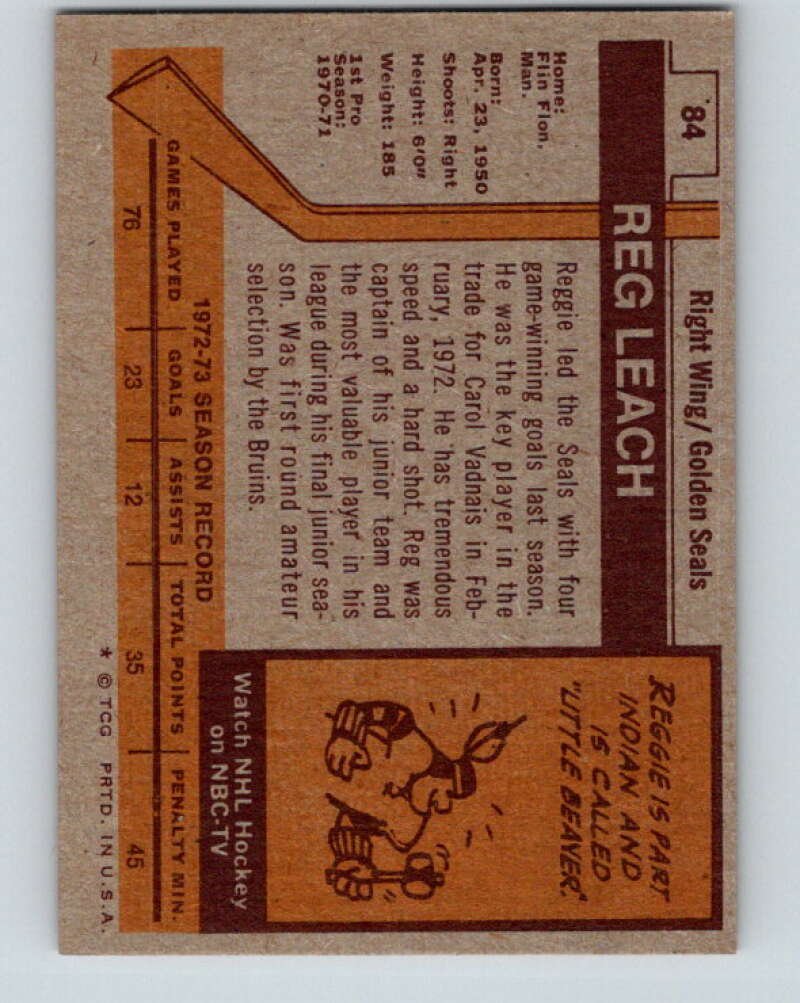 84
Right Wing/Golden Seals
REG LEACH
Home:
Flin Flon,
Man.
Born:
Apr. 23, 1950
Shoots: Right
Height: 6'0"
Weight: 185
1st Pro
Season:
1970-71
Reggie led the Seals with four
game-winning goals last season.
He was the key player in the
trade for Carol Vadnais in Feb-
ruary, 1972. He has tremendous
speed and a hard shot. Reg was
captain of his junior team and
the most valuable player in his
league during his final junior sea-
son. Was first round amateur
selection by the Bruins.
REGGIE IS PART
INDIAN AND
IS CALLED
"LITTLE BEAVER".
Watch NHL Hockey
on NBC-TV
1972-73 SEASON RECORD
GAMES PLAYED GOALS ASSISTS TOTAL POINTS PENALTY MIN.
76 23 12 35 45
* © TCG PRTD. IN U.S.A.